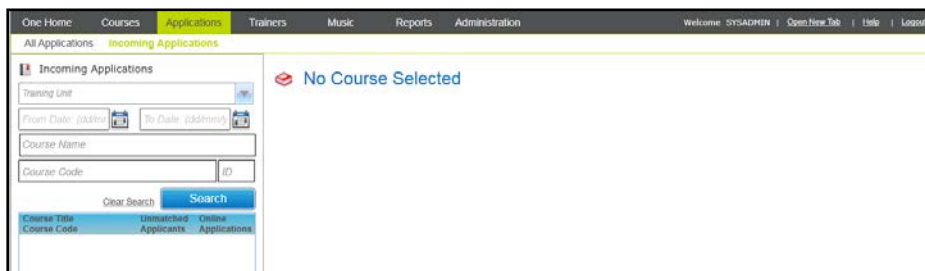 One Home Courses Applications Trainers Music Reports Administration Welcome SYSADMIN | Open New Tab | Help | Logout
All Applications Incoming Applications
Incoming Applications
No Course Selected
Training Unit
From Date: (dd/mm To Date: (dd/mm/y
Course Name
Course Code ID
Clear Search Search
Course Title Unmatched Online
Course Code Applicants Applications